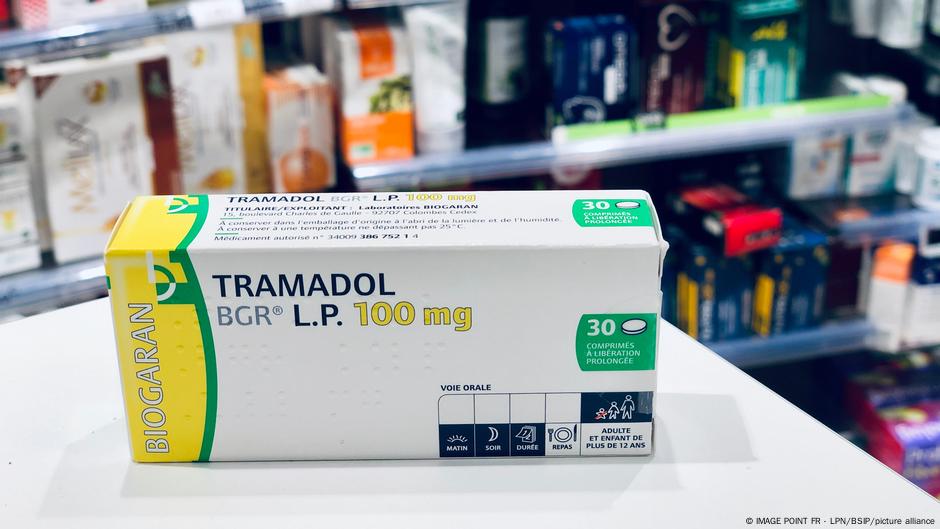 TRAMADOL BGR® L.P. 100 mg
TITULAIRE/EXPLOITANT : Laboratoires BIOGARAN
15, boulevard Charles de Gaulle - 92707 Colombes Cedex
À conserver dans l'emballage d'origine à l'abri de la lumière et de l'humidité.
À conserver à une température ne dépassant pas 25°C.
Médicament autorisé n° 34009 386 752 1 4
30
COMPRIMÉS
À LIBÉRATION
PROLONGÉE
BIOGARAN
TRAMADOL
BGR® L.P. 100 mg
30
COMPRIMÉS
À LIBÉRATION
PROLONGÉE
VOIE ORALE
MATIN
SOIR
DURÉE
REPAS
ADULTE
ET ENFANT DE
PLUS DE 12 ANS
© IMAGE POINT FR - LPN/BSIP/picture alliance